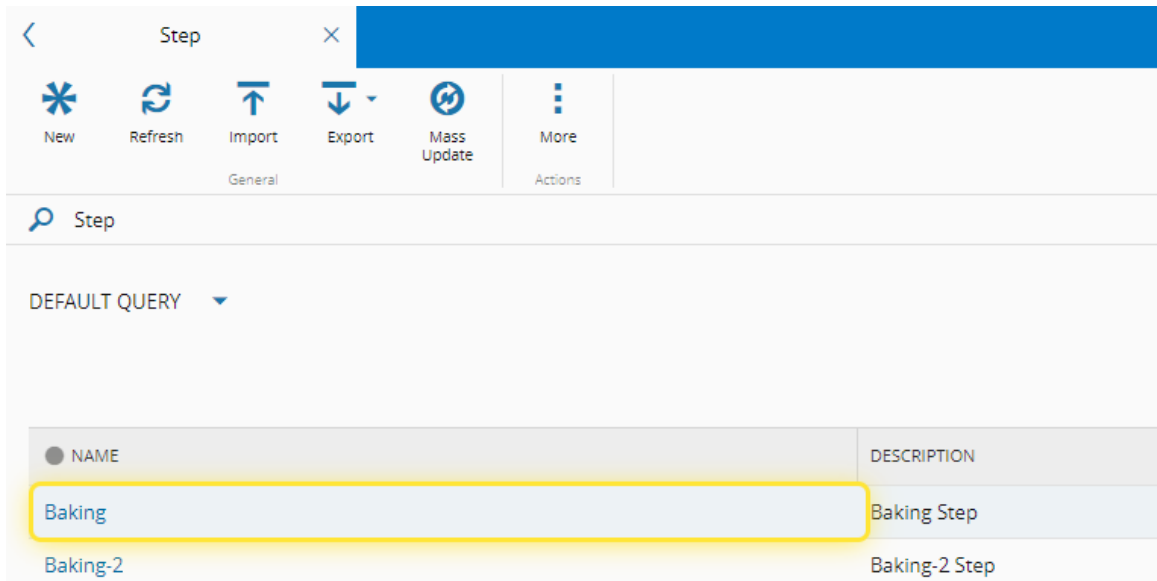 Step
New Refresh Import Export Mass Update More
General Actions
Step
DEFAULT QUERY
NAME DESCRIPTION
Baking Baking Step
Baking-2 Baking-2 Step